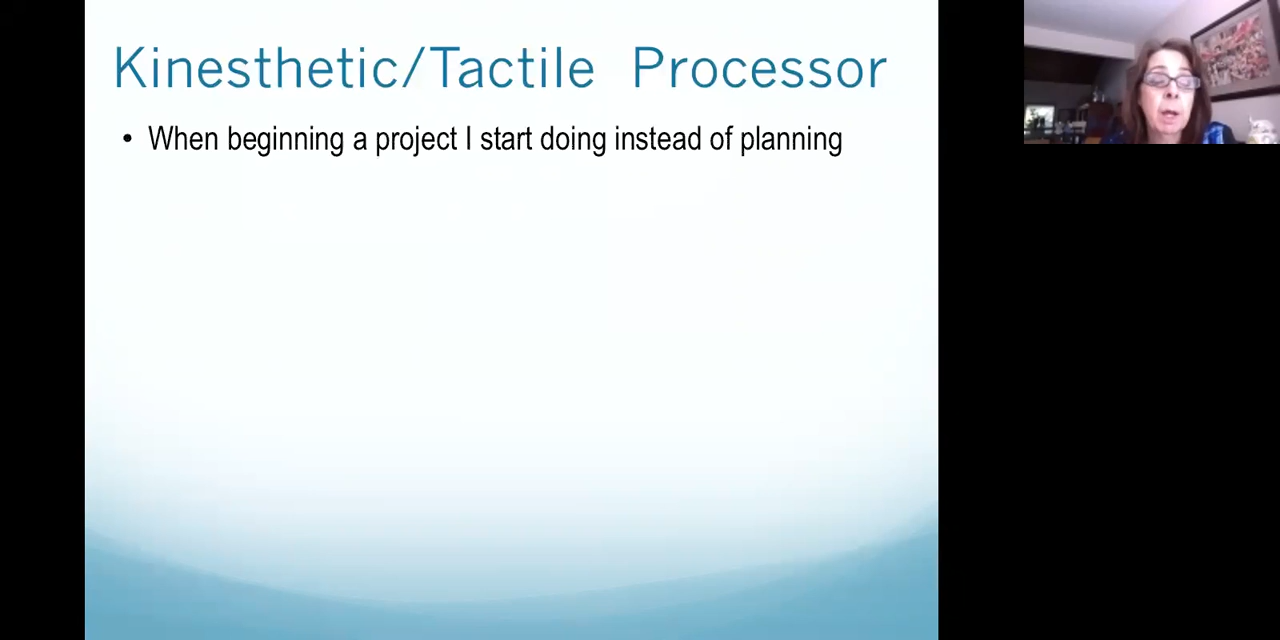 Kinesthetic/Tactile Processor
• When beginning a project I start doing instead of planning